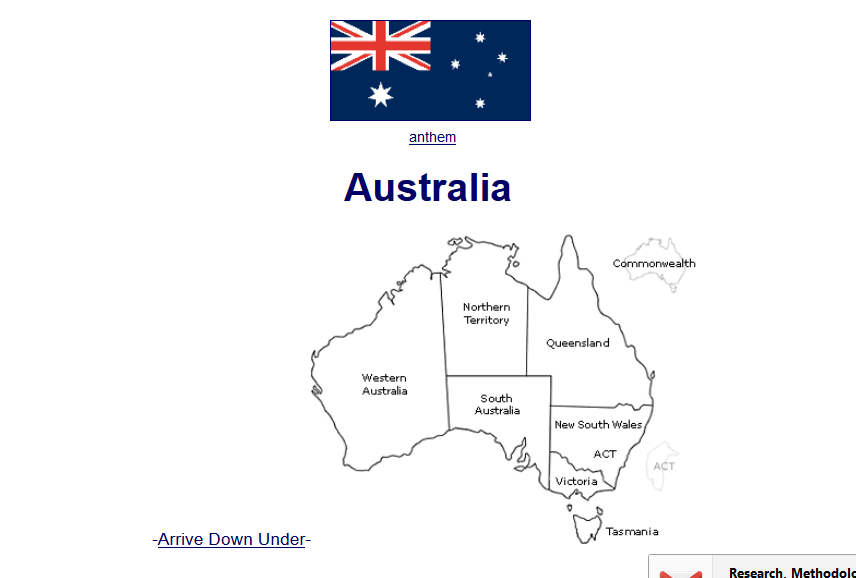 anthem
Australia
Commonwealth
Northern
Territory
Queensland
Western
Australia
South
Australia
New South Wales
ACT
ACT
Victoria
Tasmania
-Arrive Down Under-
Research, Methodolo